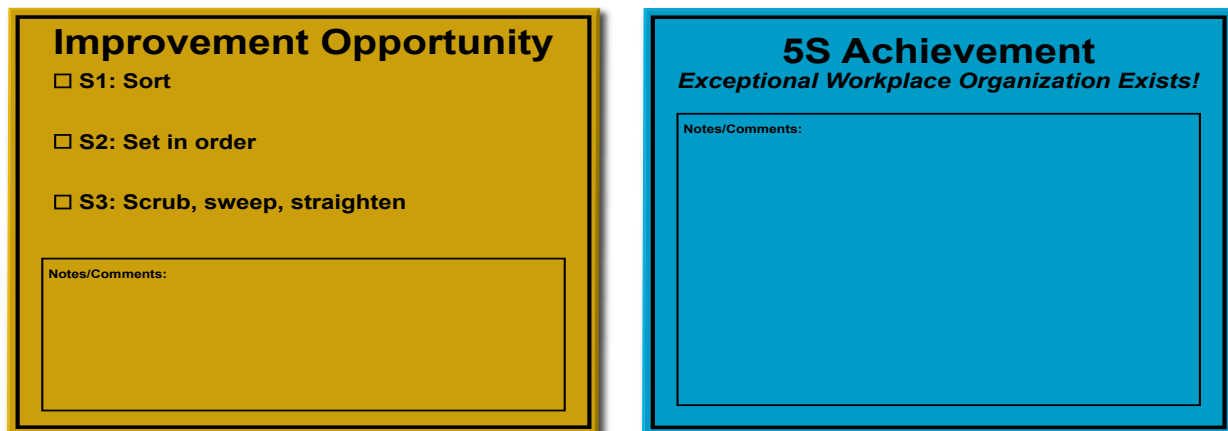 Improvement Opportunity
☐ S1: Sort
☐ S2: Set in order
☐ S3: Scrub, sweep, straighten
Notes/Comments:
5S Achievement
Exceptional Workplace Organization Exists!
Notes/Comments: